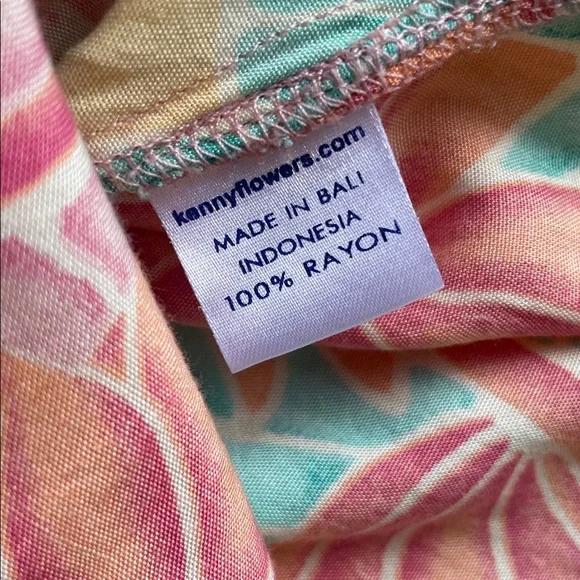 kennyflowers.com
MADE IN BALI
INDONESIA
100% RAYON